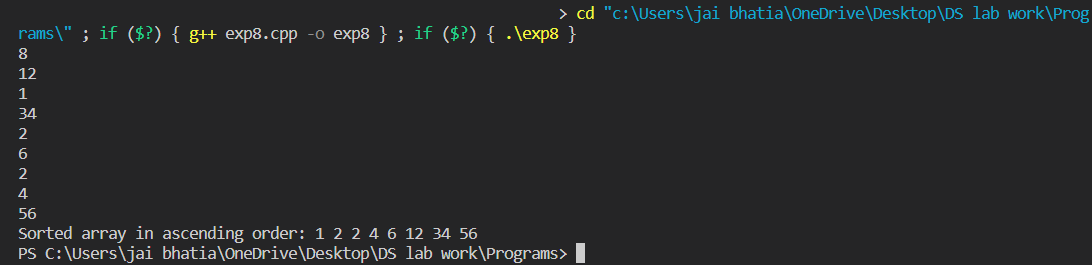 > cd "c:\Users\jai bhatia\OneDrive\Desktop\DS lab work\Prog
rams\" ; if ($?) { g++ exp8.cpp -o exp8 } ; if ($?) { .\exp8 }
8
12
1
34
2
6
2
4
56
Sorted array in ascending order: 1 2 2 4 6 12 34 56
PS C:\Users\jai bhatia\OneDrive\Desktop\DS lab work\Programs>